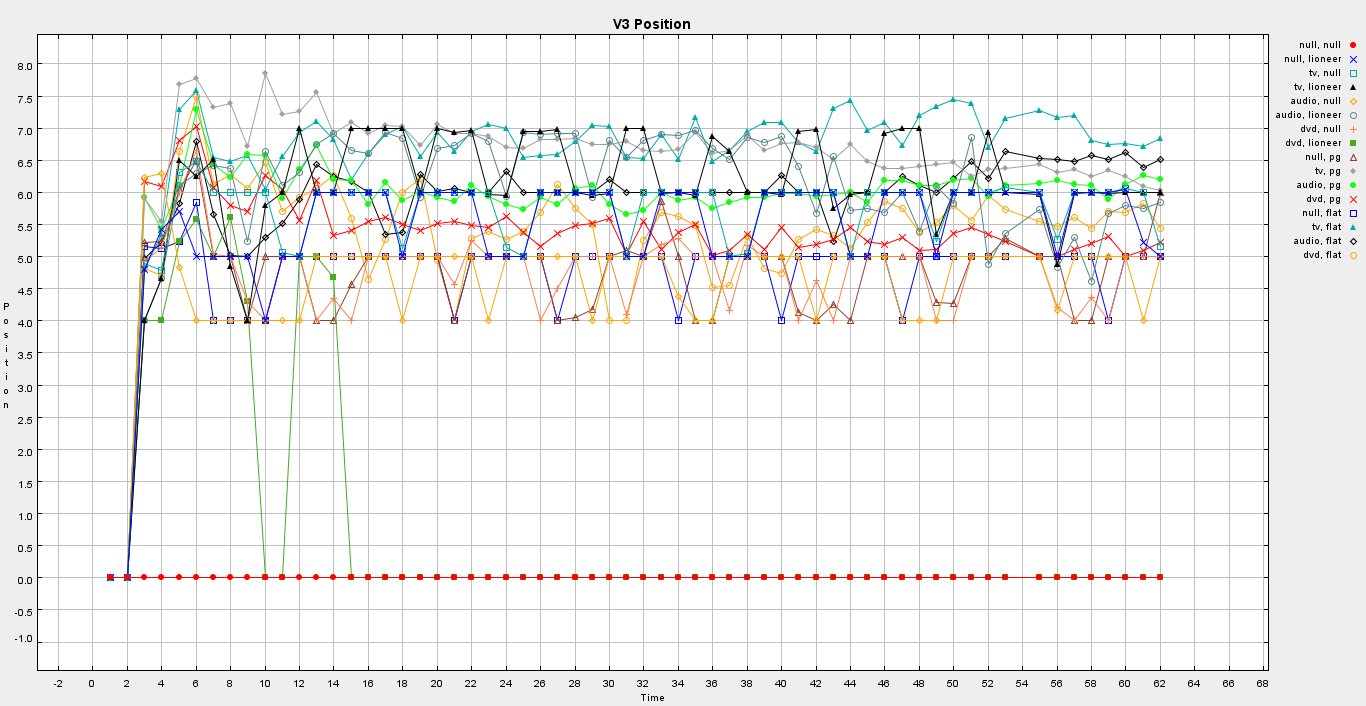 V3 Position
8.0
7.5
7.0
6.5
6.0
5.5
5.0
4.5
4.0
3.5
3.0
2.5
2.0
1.5
1.0
0.5
0.0
-0.5
-1.0
Position
-2 0 2 4 6 8 10 12 14 16 18 20 22 24 26 28 30 32 34 36 38 40 42 44 46 48 50 52 54 56 58 60 62 64 66 68
Time
null, null
null, lioneer
tv, null
tv, lioneer
audio, null
audio, lioneer
dvd, null
dvd, lioneer
null, pg
tv, pg
audio, pg
dvd, pg
null, flat
tv, flat
audio, flat
dvd, flat